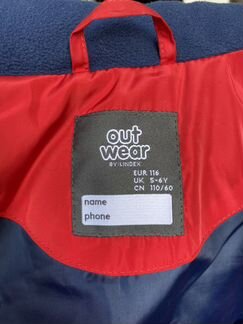 out
wear
BY LINDEX
EUR 116
UK 5-6Y
CN 110/60
name
phone